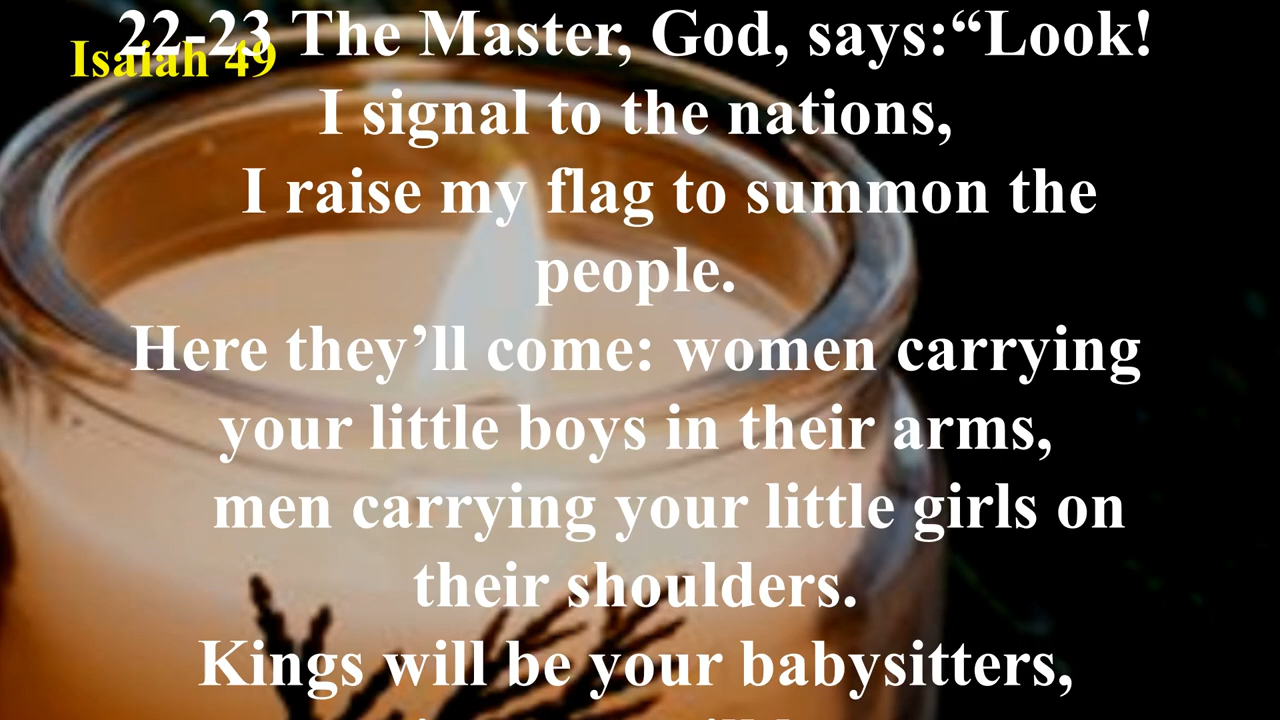 22-23 The Master, God, says:“Look!
Isaiah 49
I signal to the nations,
I raise my flag to summon the
people.
Here they’ll come: women carrying
your little boys in their arms,
men carrying your little girls on
their shoulders.
Kings will be your babysitters,